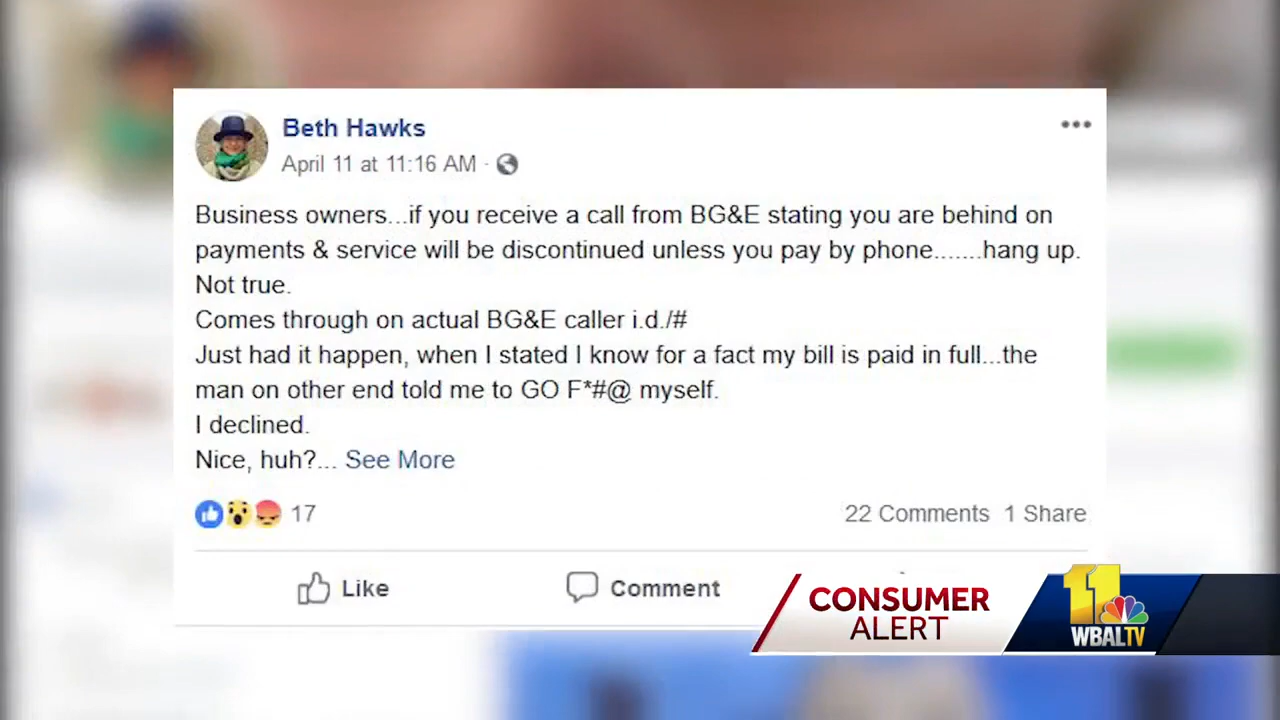 Beth Hawks
April 11 at 11:16 AM ·
Business owners...if you receive a call from BG&E stating you are behind on
payments & service will be discontinued unless you pay by phone.......hang up.
Not true.
Comes through on actual BG&E caller i.d./#
Just had it happen, when I stated I know for a fact my bill is paid in full...the
man on other end told me to GO F*#@ myself.
I declined.
Nice, huh?... See More
17
22 Comments 1 Share
Like
Comment
CONSUMER
ALERT
11
WBALTV